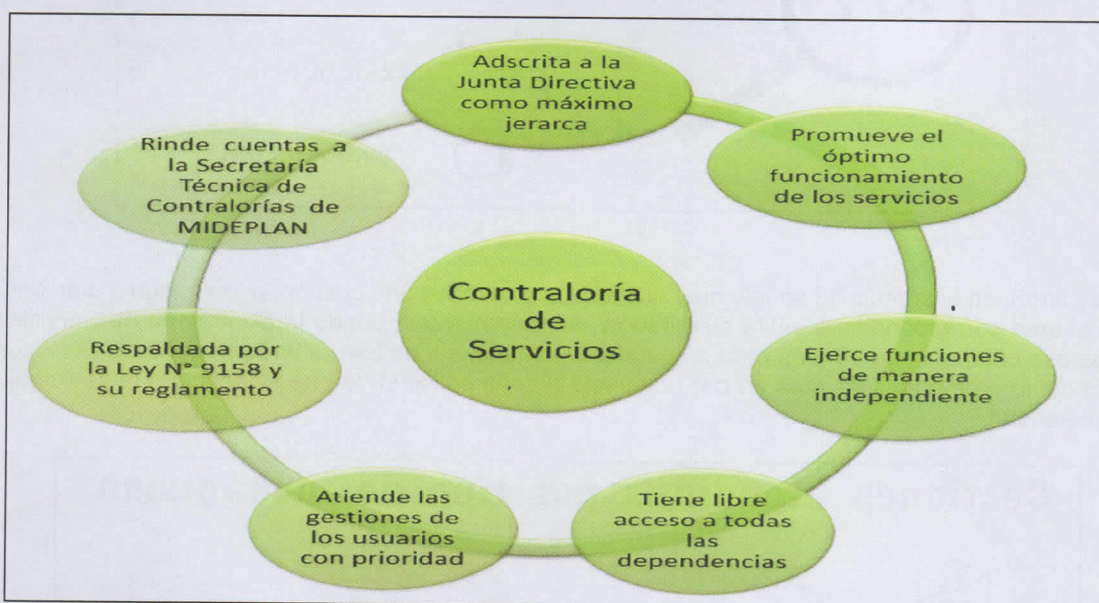 Adscrita a la
Junta Directiva
como máximo
jerarca
Promueve el
óptimo
funcionamiento
de los servicios
Ejerce funciones
de manera
independiente
Tiene libre
acceso a todas
las
dependencias
Atiende las
gestiones de
los usuarios
con prioridad
Respaldada por
la Ley N° 9158 y
su reglamento
Rinde cuentas a
la Secretaría
Técnica de
Contralorías de
MIDEPLAN
Contraloría
de
Servicios